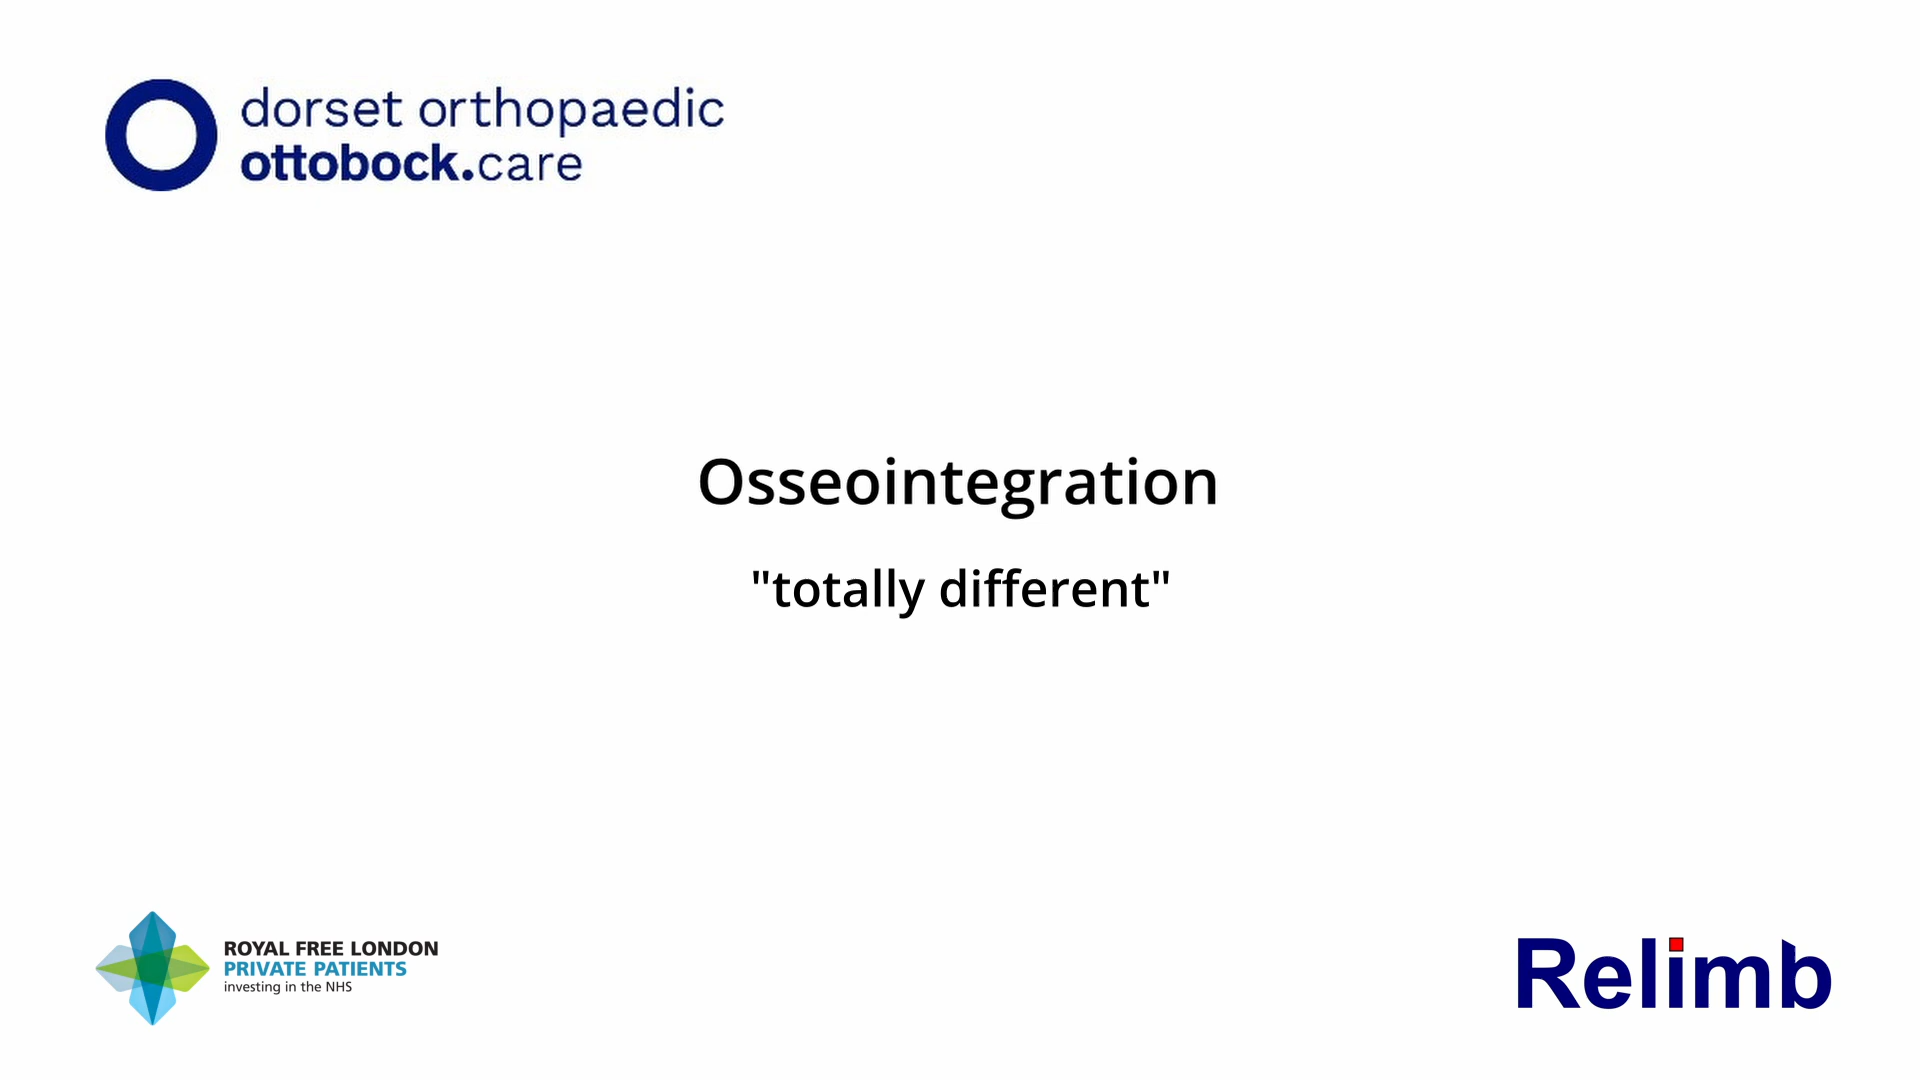 dorset orthopaedic
ottobock.care
Osseointegration
"totally different"
ROYAL FREE LONDON
PRIVATE PATIENTS
investing in the NHS
Relimb